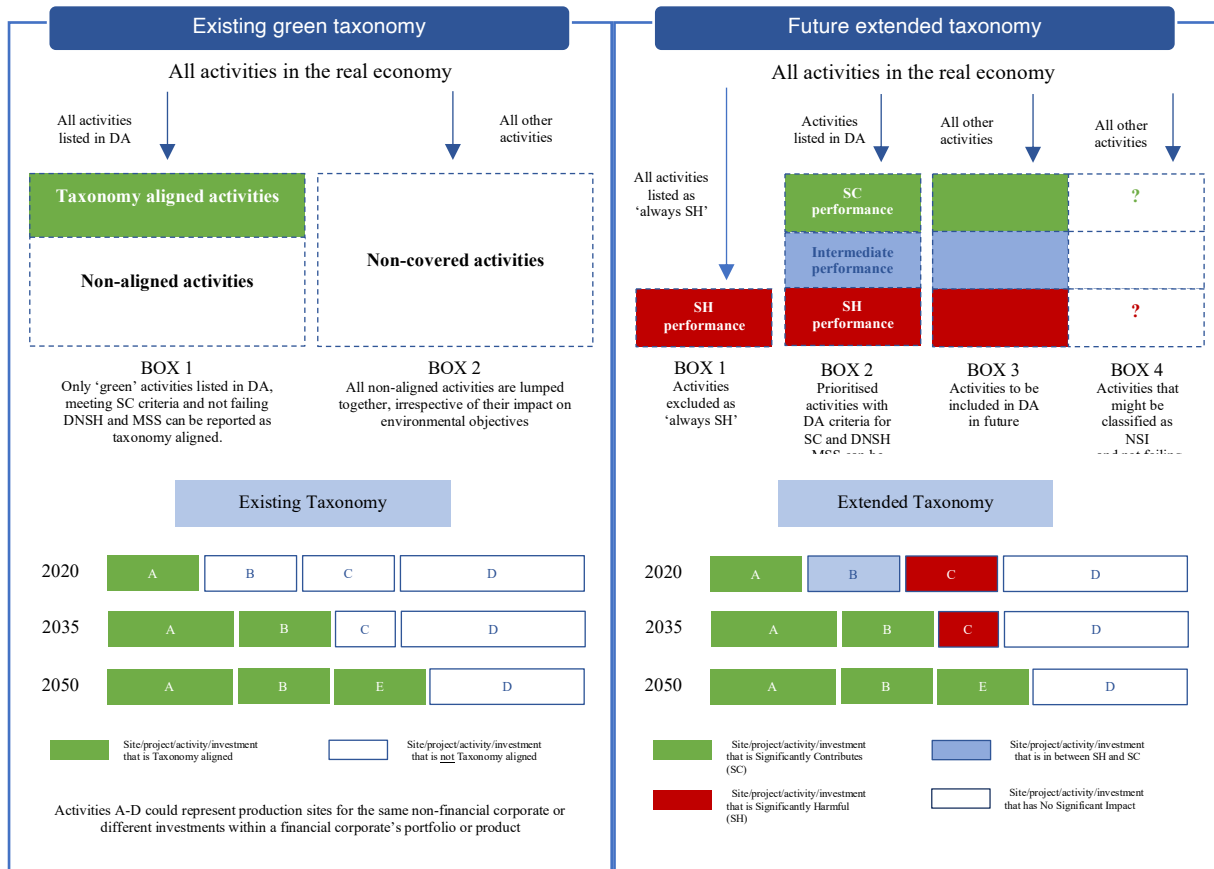 Existing green taxonomy
All activities in the real economy
All activities
listed in DA
All other
activities
Taxonomy aligned activities
Non-aligned activities
Non-covered activities
BOX 1
Only ‘green’ activities listed in DA,
meeting SC criteria and not failing
DNSH and MSS can be reported as
taxonomy aligned.
BOX 2
All non-aligned activities are lumped
together, irrespective of their impact on
environmental objectives
Existing Taxonomy
2020
A
B
C
D
2035
A
B
C
D
2050
A
B
E
D
Site/project/activity/investment
that is Taxonomy aligned
Site/project/activity/investment
that is not Taxonomy aligned
Activities A-D could represent production sites for the same non-financial corporate or
different investments within a financial corporate’s portfolio or product
Future extended taxonomy
All activities in the real economy
All activities
listed as
‘always SH’
Activities
listed in DA
All other
activities
All other
activities
SC
performance
Intermediate
performance
SH
performance
SH
performance
?
?
BOX 1
Activities
excluded as
‘always SH’
BOX 2
Prioritised
activities with
DA criteria for
SC and DNSH
MSS can be
BOX 3
Activities to be
included in DA
in future
BOX 4
Activities that
might be
classified as
NSI
and not failing
Extended Taxonomy
2020
A
B
C
D
2035
A
B
C
D
2050
A
B
E
D
Site/project/activity/investment
that is Significantly Contributes
(SC)
Site/project/activity/investment
that is in between SH and SC
Site/project/activity/investment
that is Significantly Harmful
(SH)
Site/project/activity/investment
that has No Significant Impact